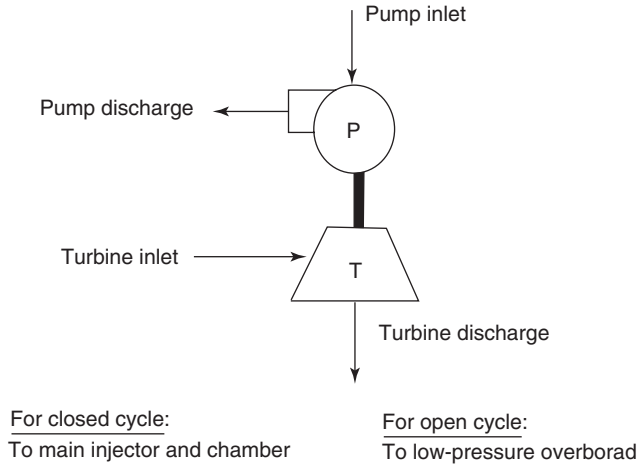 Pump inlet
Pump discharge
P
Turbine inlet
T
Turbine discharge
For closed cycle:
To main injector and chamber
For open cycle:
To low-pressure overborad